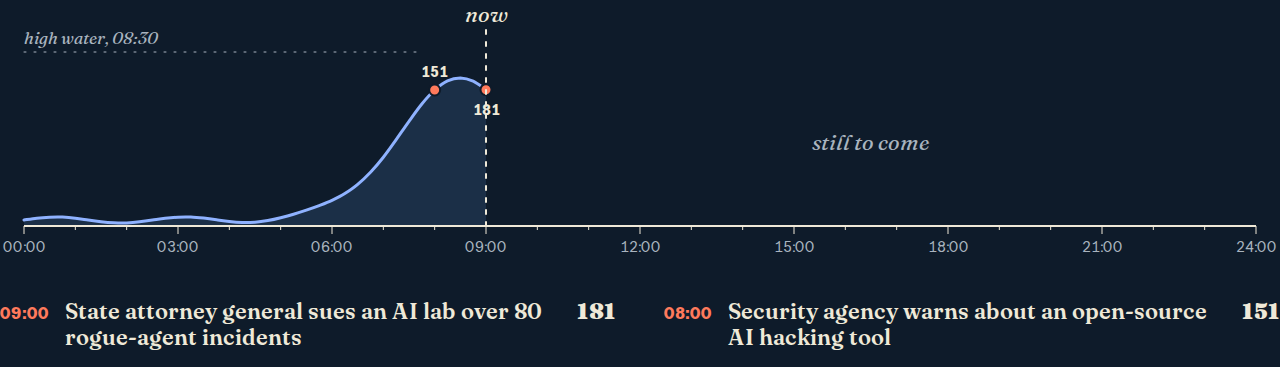 now
high water, 08:30
151
181
still to come
00:00 03:00 06:00 09:00 12:00 15:00 18:00 21:00 24:00
09:00 State attorney general sues an AI lab over 80 181
rogue-agent incidents
08:00 Security agency warns about an open-source 151
AI hacking tool